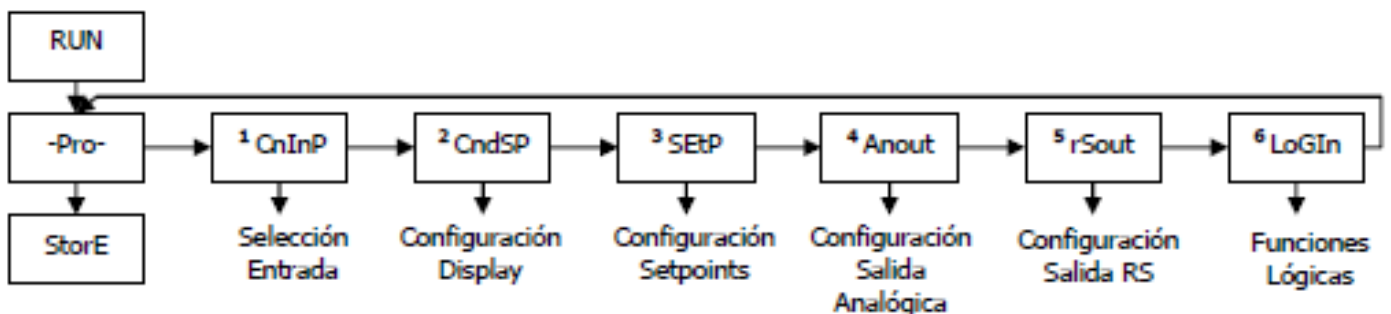 RUN
-Pro-
1 CnInP
2 CndSP
3 SEtP
4 Anout
5 rSout
6 LoGIn
StorE
Selección
Entrada
Configuración
Display
Configuración
Setpoints
Configuración
Salida
Analógica
Configuración
Salida RS
Funciones
Lógicas